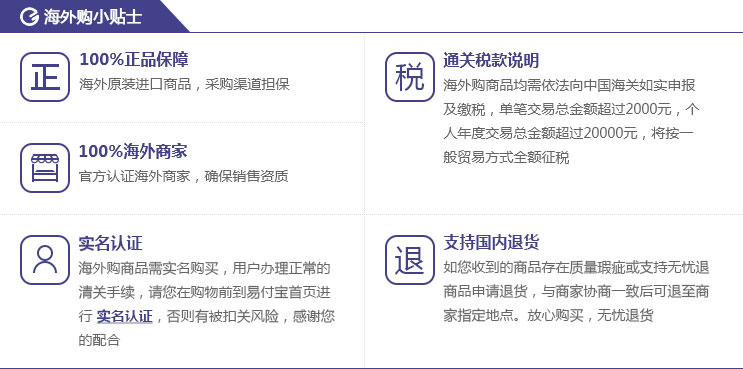 海外购小贴士
正
100%正品保障
海外原装进口商品，采购渠道担保
100%海外商家
官方认证海外商家，确保销售资质
实名认证
海外购商品需实名购买，用户办理正常的
清关手续，请您在购物前到易付宝首页进
行 实名认证，否则有被扣关风险，感谢您
的配合
税
通关税款说明
海外购商品均需依法向中国海关如实申报
及缴税，单笔交易总金额超过2000元，个
人年度交易总金额超过20000元，将按一
般贸易方式全额征税
退
支持国内退货
如您收到的商品存在质量瑕疵或支持无忧退
商品申请退货，与商家协商一致后可退至商
家指定地点。放心购买，无忧退货